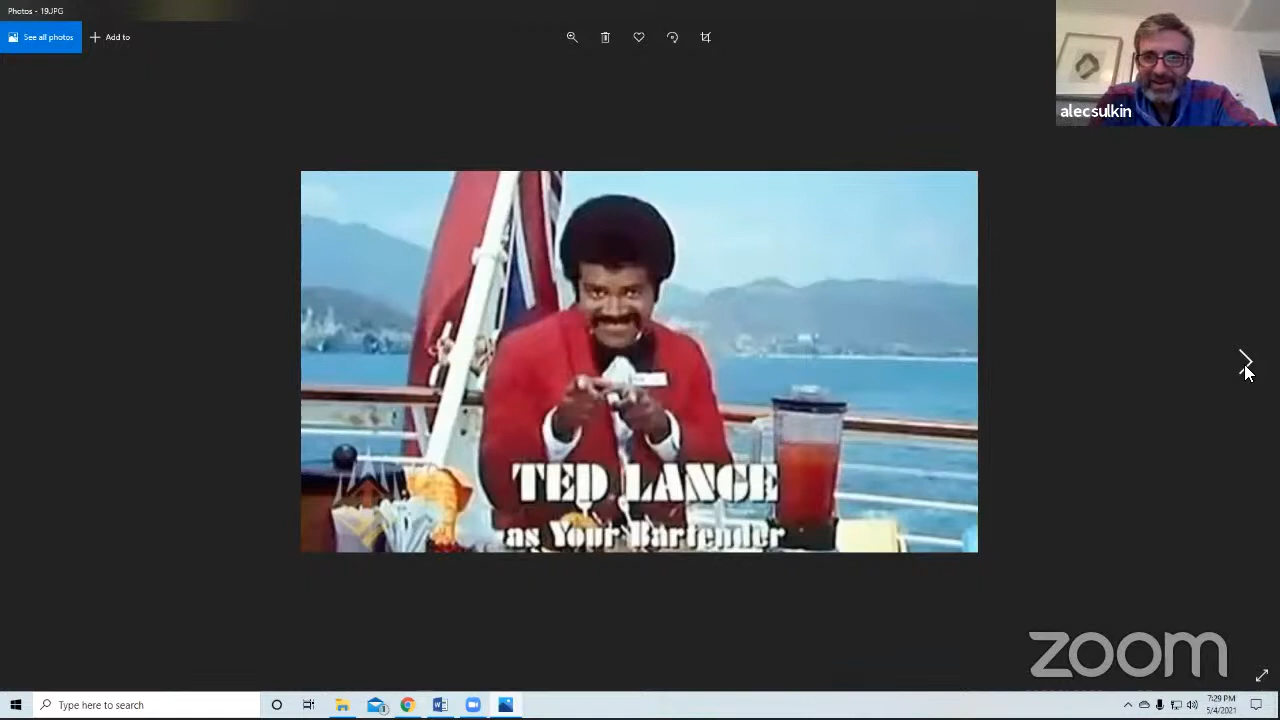 Photos - 19.JPG
See all photos
Add to
alecsulkin
TED LANGE
as Your Bartender
zoom
Type here to search
7:29 PM
5/4/2021